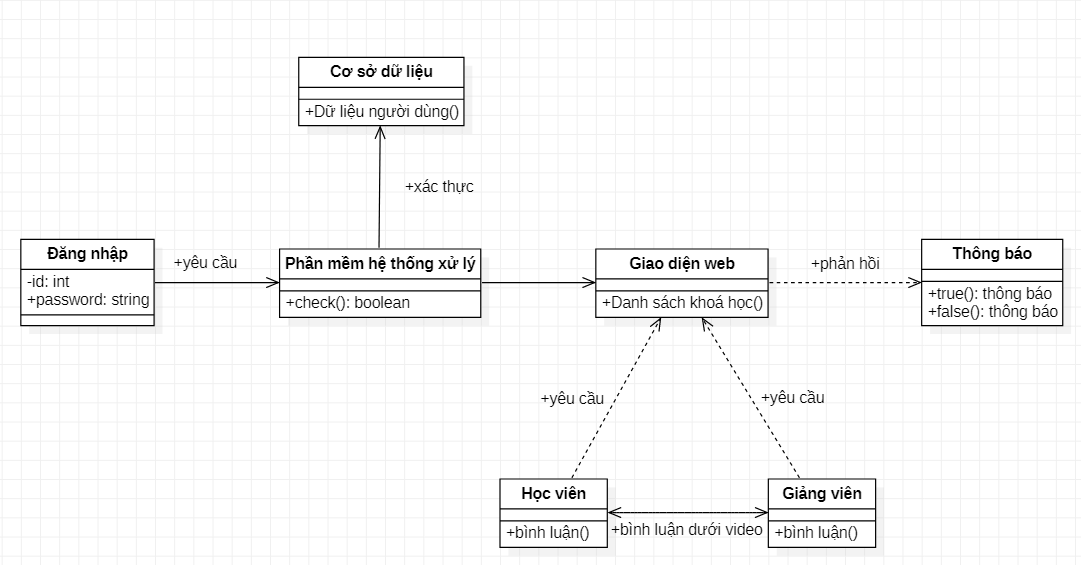 Cơ sở dữ liệu
+Dữ liệu người dùng()
+xác thực
Đăng nhập
-id: int
+password: string
+yêu cầu
Phần mềm hệ thống xử lý
+check(): boolean
Giao diện web
+Danh sách khoá học()
+phản hồi
Thông báo
+true(): thông báo
+false(): thông báo
+yêu cầu
+yêu cầu
Học viên
+bình luận()
+bình luận dưới video
Giảng viên
+bình luận()